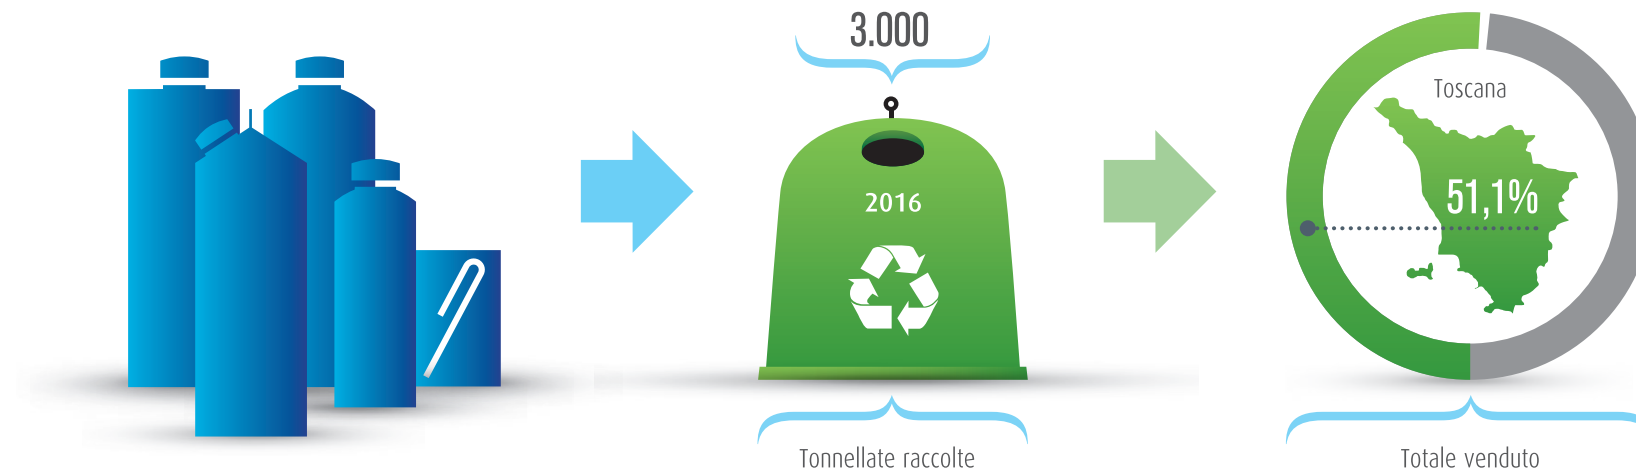 3.000
2016
Tonnellate raccolte
Toscana
51,1%
Totale venduto